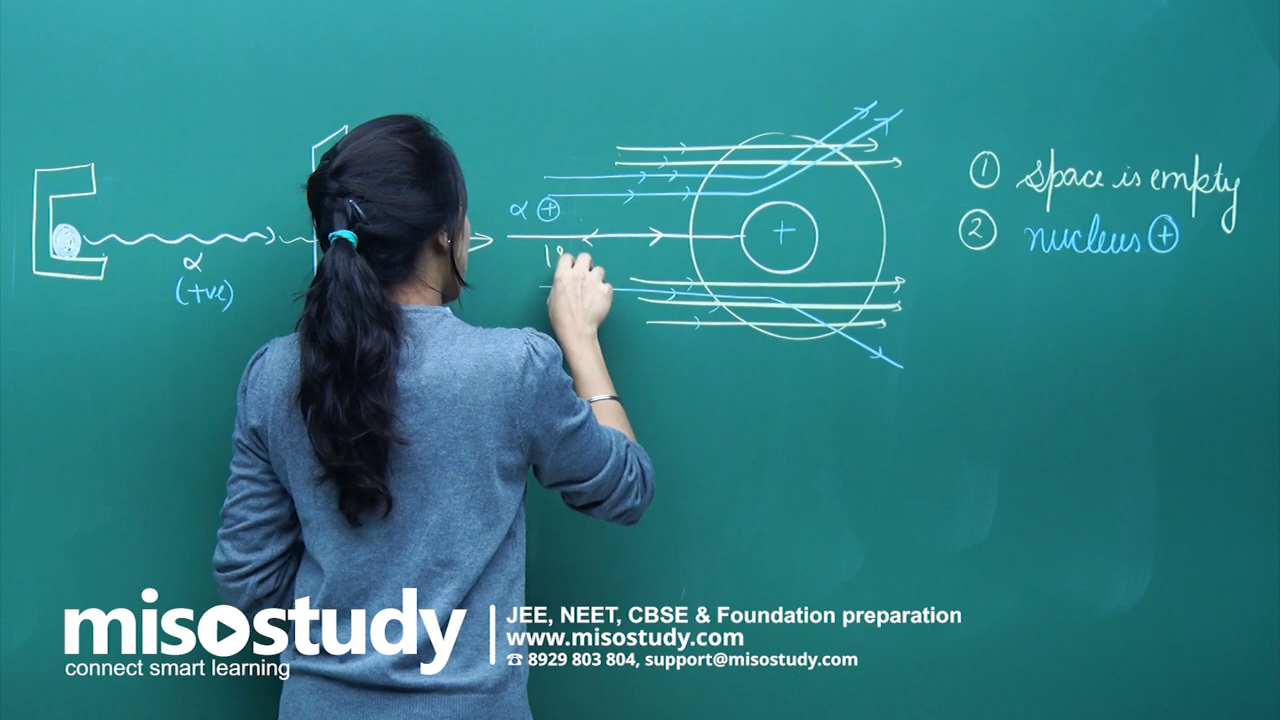 α
(+ve)
α +
1
+
1 space is empty
2 nucleus +
misostudy
connect smart learning
JEE, NEET, CBSE & Foundation preparation
www.misostudy.com
☎ 8929 803 804, support@misostudy.com